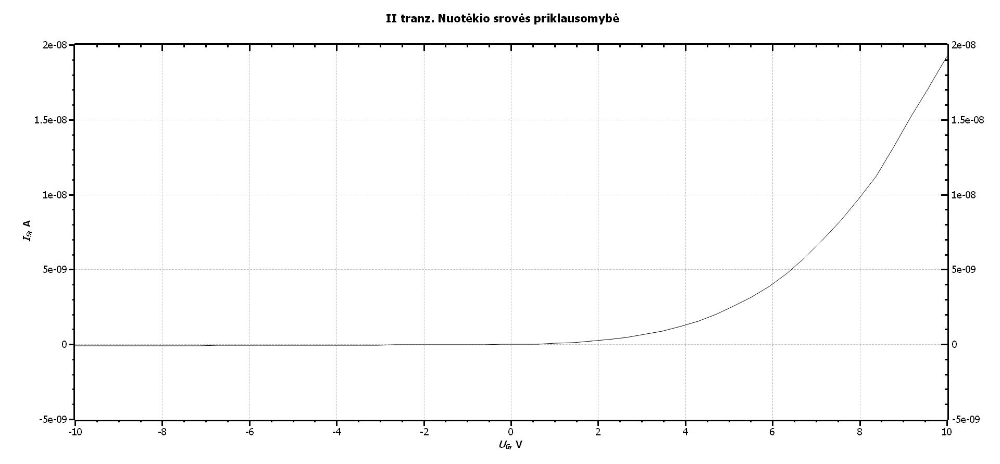 II tranz. Nuotėkio srovės priklausomybė
2e-08 2e-08
1.5e-08 1.5e-08
1e-08 1e-08
I_G, A
5e-09 5e-09
0 0
-5e-09 -5e-09
-10 -8 -6 -4 -2 0 2 4 6 8 10
U_G, V